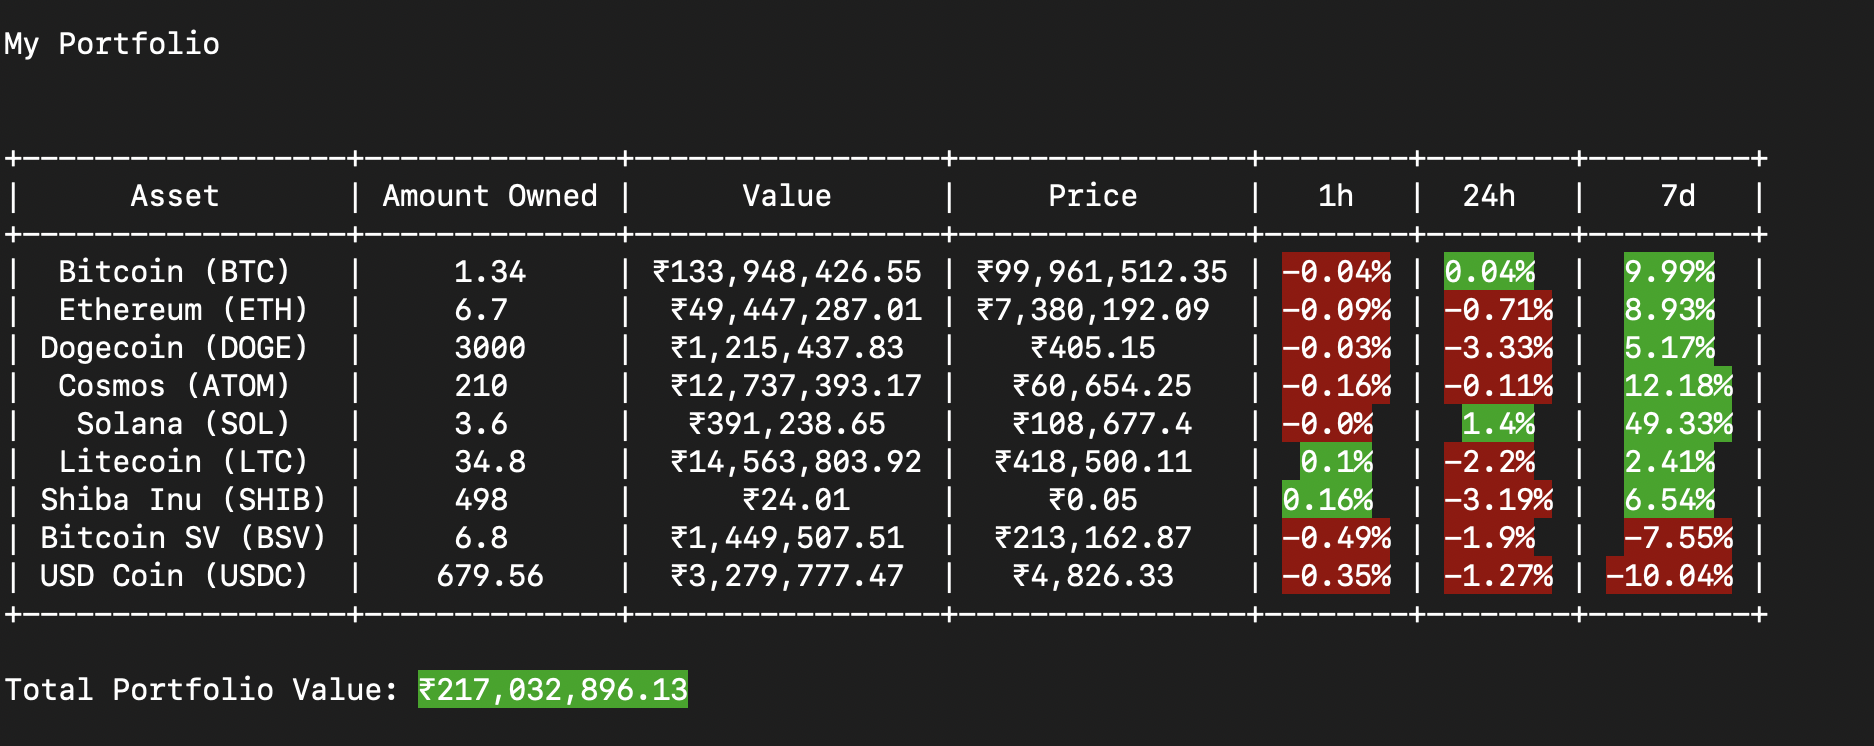 My Portfolio
+------------------+--------------+-----------------+----------------+--------+--------+---------+
| Asset | Amount Owned | Value | Price | 1h | 24h | 7d |
+------------------+--------------+-----------------+----------------+--------+--------+---------+
| Bitcoin (BTC) | 1.34 | ₹133,948,426.55 | ₹99,961,512.35 | -0.04% | 0.04% | 9.99% |
| Ethereum (ETH) | 6.7 | ₹49,447,287.01 | ₹7,380,192.09 | -0.09% | -0.71% | 8.93% |
| Dogecoin (DOGE) | 3000 | ₹1,215,437.83 | ₹405.15 | -0.03% | -3.33% | 5.17% |
| Cosmos (ATOM) | 210 | ₹12,737,393.17 | ₹60,654.25 | -0.16% | -0.11% | 12.18% |
| Solana (SOL) | 3.6 | ₹391,238.65 | ₹108,677.4 | -0.0% | 1.4% | 49.33% |
| Litecoin (LTC) | 34.8 | ₹14,563,803.92 | ₹418,500.11 | 0.1% | -2.2% | 2.41% |
| Shiba Inu (SHIB) | 498 | ₹24.01 | ₹0.05 | 0.16% | -3.19% | 6.54% |
| Bitcoin SV (BSV) | 6.8 | ₹1,449,507.51 | ₹213,162.87 | -0.49% | -1.9% | -7.55% |
| USD Coin (USDC) | 679.56 | ₹3,279,777.47 | ₹4,826.33 | -0.35% | -1.27% | -10.04% |
+------------------+--------------+-----------------+----------------+--------+--------+---------+
Total Portfolio Value: ₹217,032,896.13